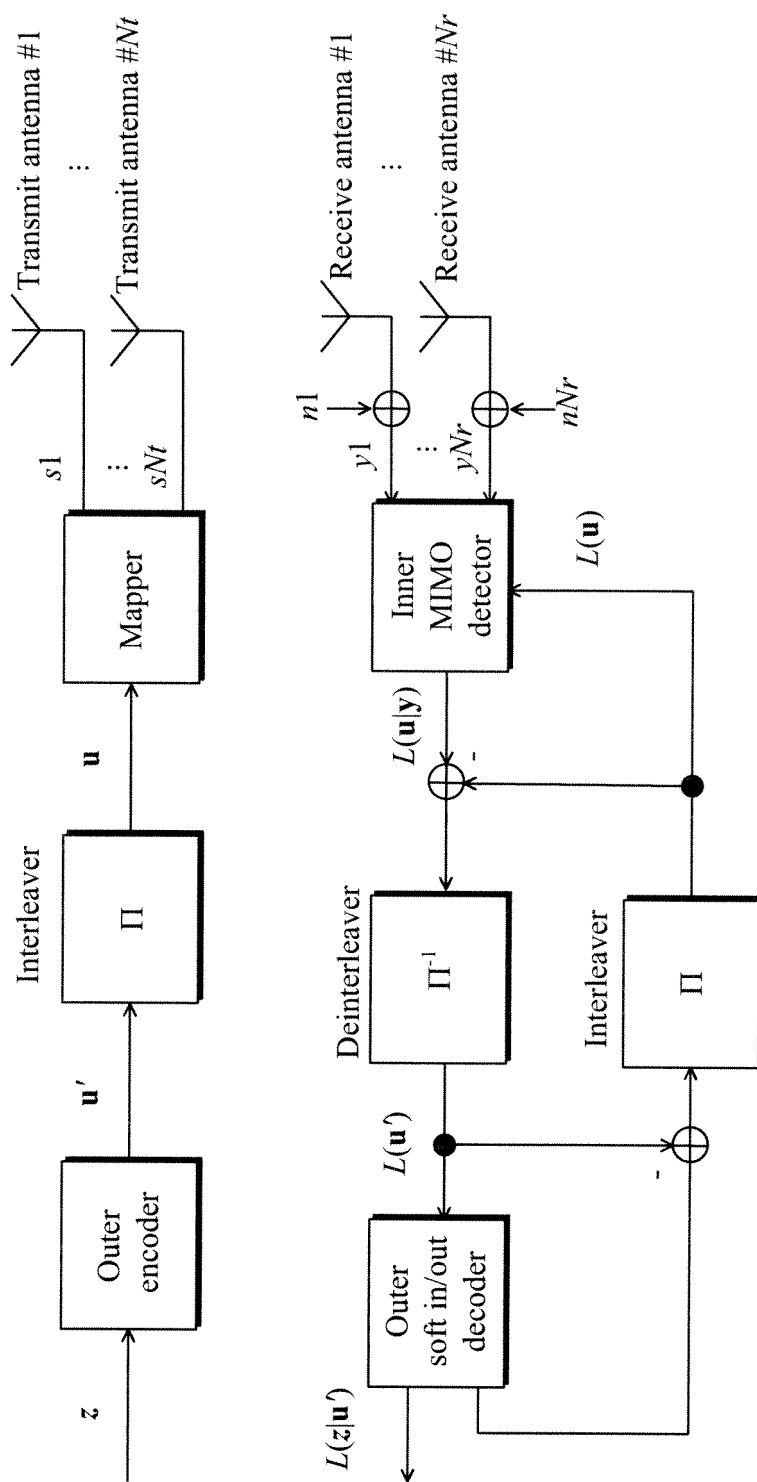 z
Outer
encoder
u'
Interleaver
Π
u
Mapper
s1
⋮
sNt
Transmit antenna #1
⋮
Transmit antenna #Nt
L(z|u')
Outer
soft in/out
decoder
L(u')
-
Deinterleaver
Π-1
Interleaver
Π
L(u|y)
-
Inner
MIMO
detector
L(u)
y1
⋮
yNr
n1
nNr
Receive antenna #1
⋮
Receive antenna #Nr